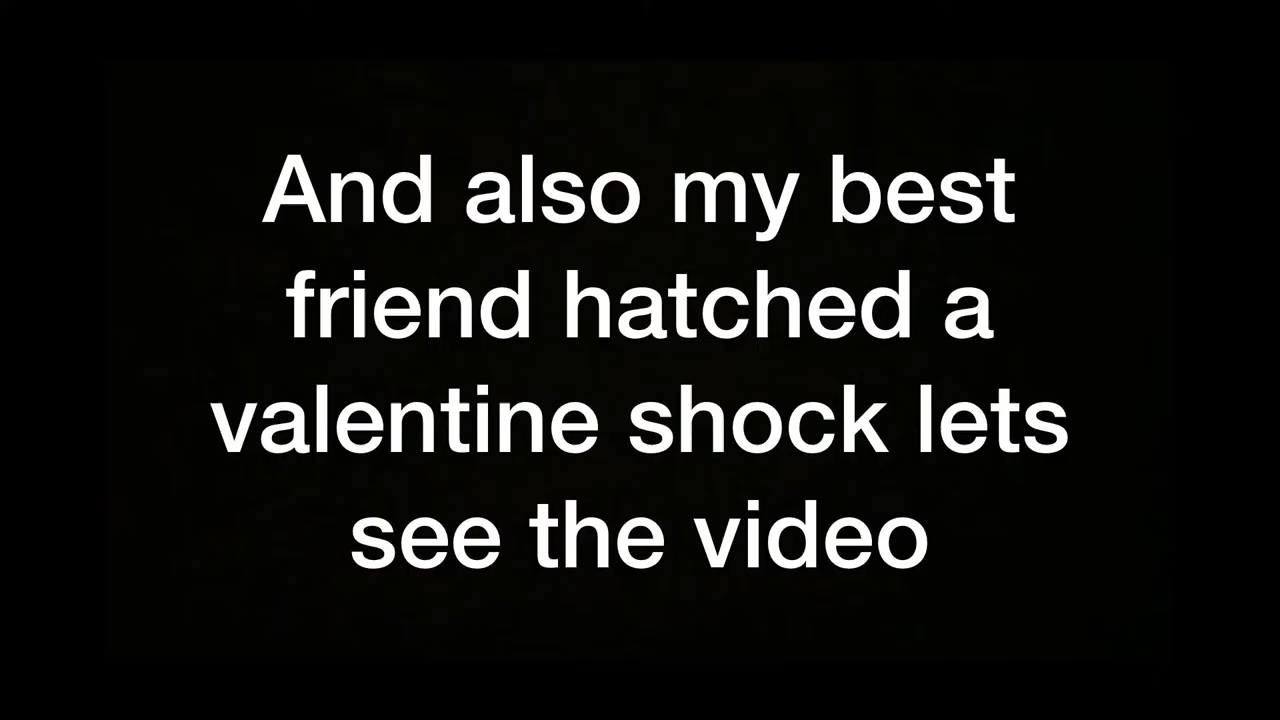 And also my best
friend hatched a
valentine shock lets
see the video